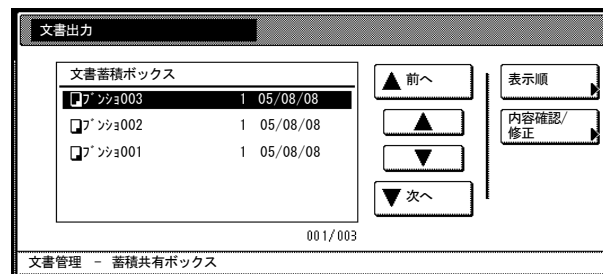 文書出力
文書蓄積ボックス
ﾌﾞﾝｼｮ003 1 05/08/08
ﾌﾞﾝｼｮ002 1 05/08/08
ﾌﾞﾝｼｮ001 1 05/08/08
001/003
前へ
次へ
表示順
内容確認/
修正
文書管理 － 蓄積共有ボックス